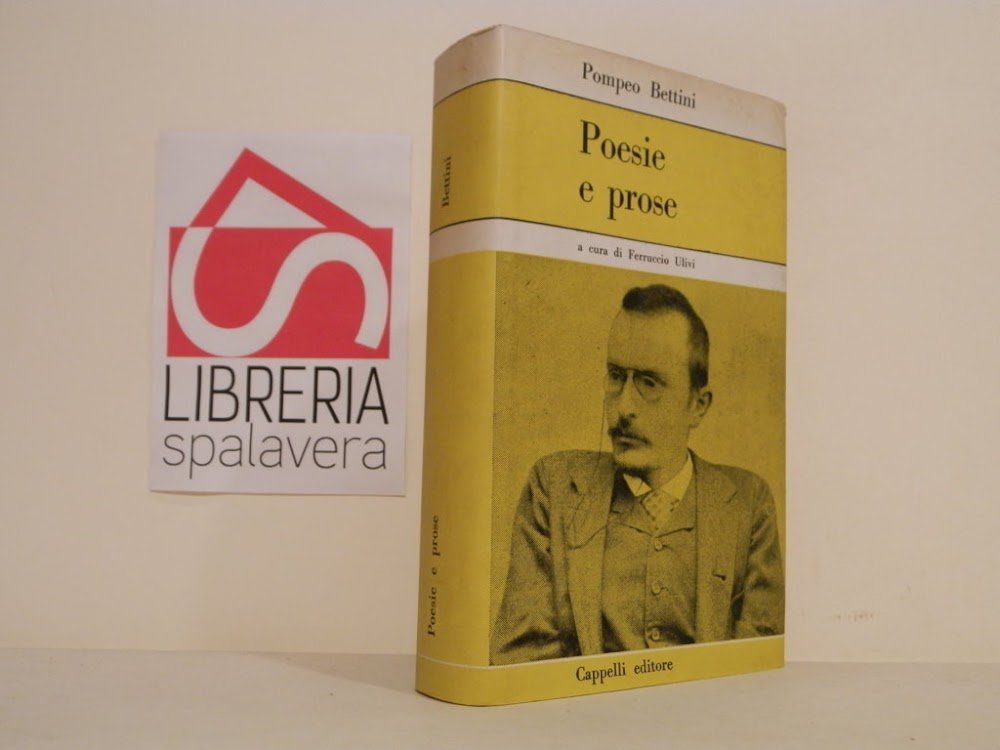 LIBRERIA
spalavera
Bettini
Poesie e prose
Pompeo Bettini
Poesie
e prose
a cura di Ferruccio Ulivi
Cappelli editore